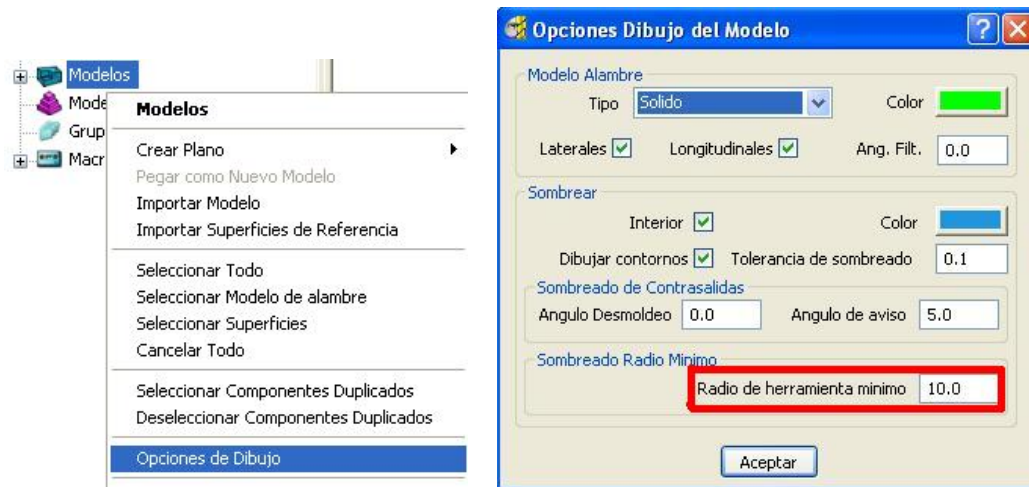 Modelos
Mode
Grup
Macr
Modelos
Crear Plano
Pegar como Nuevo Modelo
Importar Modelo
Importar Superficies de Referencia
Seleccionar Todo
Seleccionar Modelo de alambre
Seleccionar Superficies
Cancelar Todo
Seleccionar Componentes Duplicados
Deseleccionar Componentes Duplicados
Opciones de Dibujo
Opciones Dibujo del Modelo
Modelo Alambre
Tipo Solido Color
Laterales Longitudinales Ang. Filt. 0.0
Sombrear
Interior Color
Dibujar contornos Tolerancia de sombreado 0.1
Sombreado de Contrasalidas
Angulo Desmoldeo 0.0 Angulo de aviso 5.0
Sombreado Radio Minimo
Radio de herramienta minimo 10.0
Aceptar